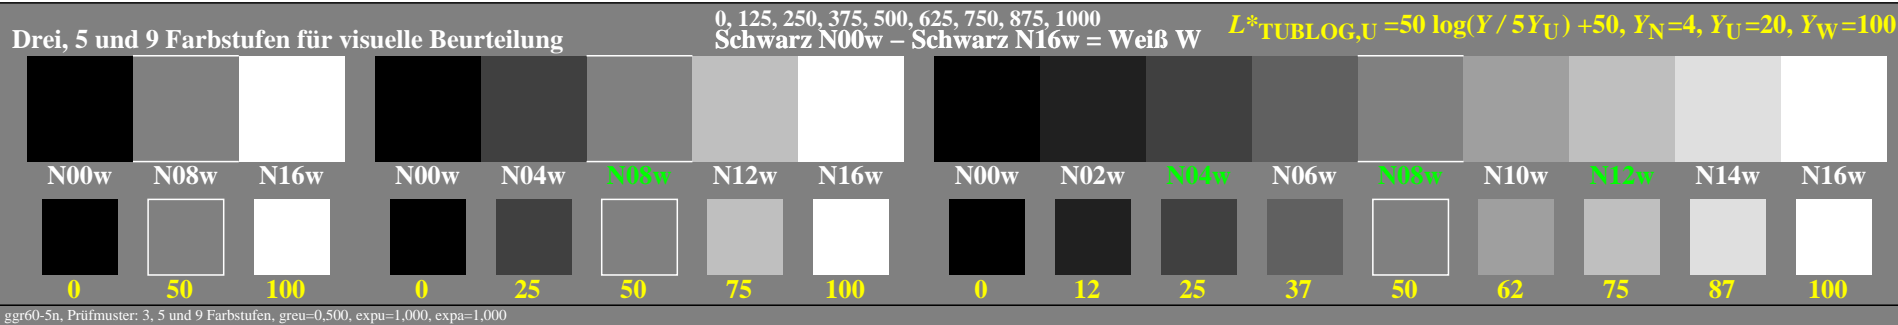 0, 125, 250, 375, 500, 625, 750, 875, 1000
Drei, 5 und 9 Farbstufen für visuelle Beurteilung
Schwarz N00w – Schwarz N16w = Weiß W
L*TUBLOG,U =50 log(Y / 5YU) +50, YN=4, YU=20, YW=100
N00w N08w N16w N00w N04w N08w N12w N16w N00w N02w N04w N06w N08w N10w N12w N14w N16w
0 50 100 0 25 50 75 100 0 12 25 37 50 62 75 87 100
ggr60-5n, Prüfmuster: 3, 5 und 9 Farbstufen, greu=0,500, expu=1,000, expa=1,000